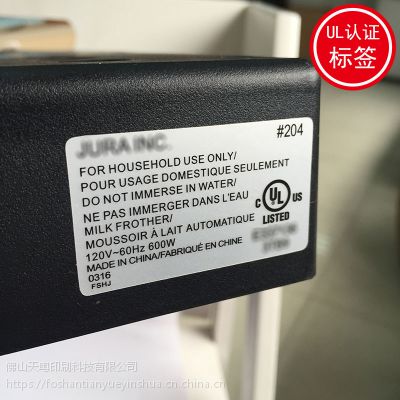 UL认证
标签
JURA INC.
#204
FOR HOUSEHOLD USE ONLY/
POUR USAGE DOMESTIQUE SEULEMENT
DO NOT IMMERSE IN WATER/
NE PAS IMMERGER DANS L'EAU
MILK FROTHER/
MOUSSOIR À LAIT AUTOMATIQUE
120V~60Hz 600W
MADE IN CHINA/FABRIQUÉ EN CHINE
0316
FSHJ
C UL US
LISTED
佛山天粤印刷科技有限公司
https://foshantianyueyinshua.cn.china.cn